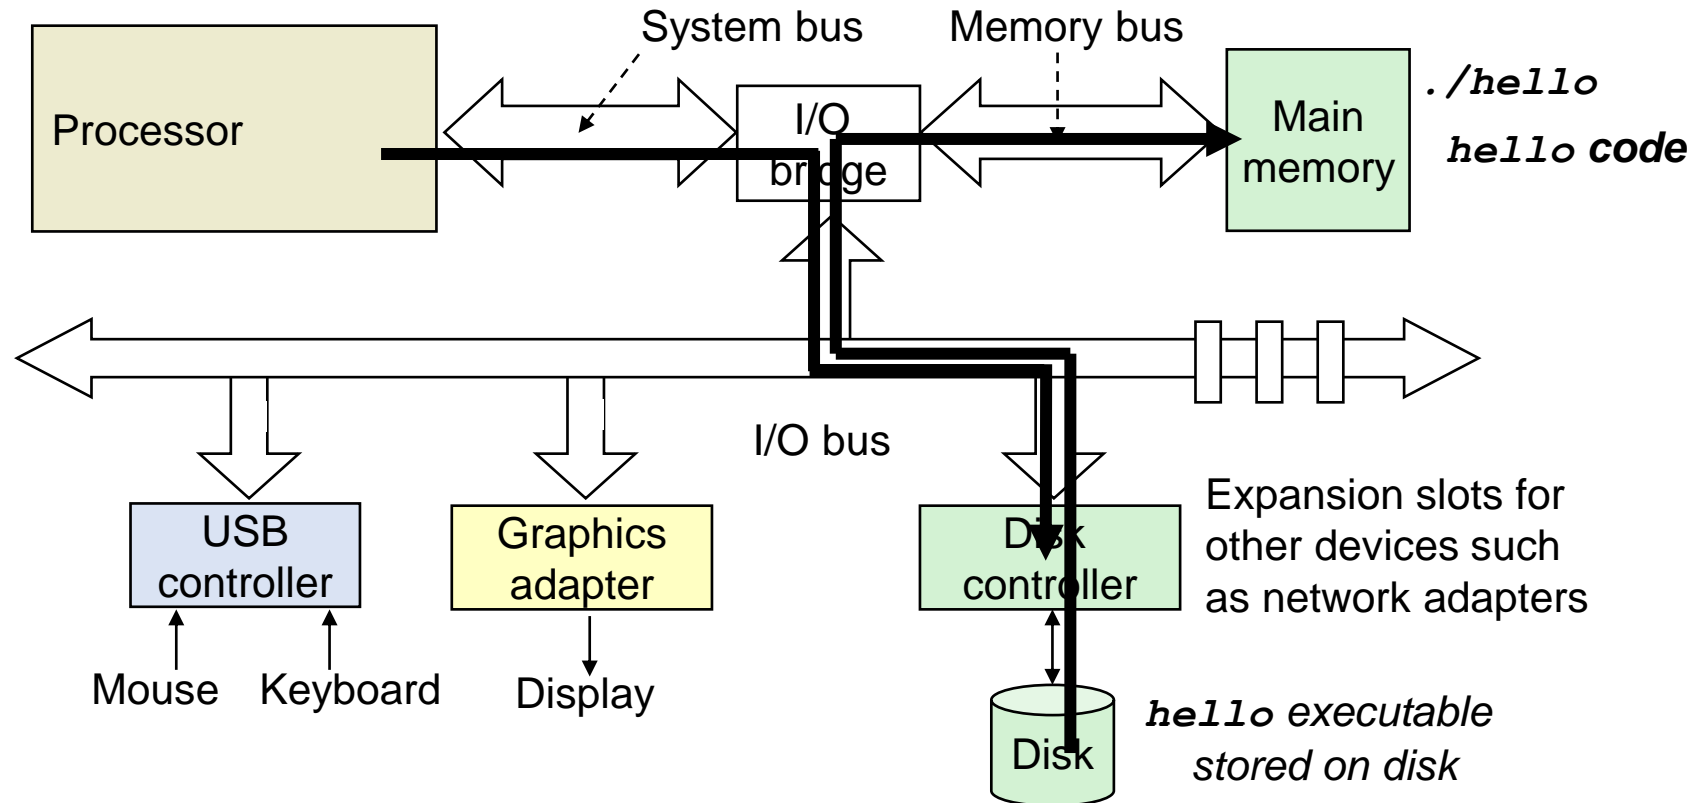 System bus
Memory bus
Processor
I/O
bridge
Main
memory
./hello
hello code
I/O bus
USB
controller
Graphics
adapter
Disk
controller
Expansion slots for
other devices such
as network adapters
Mouse
Keyboard
Display
Disk
hello executable
stored on disk